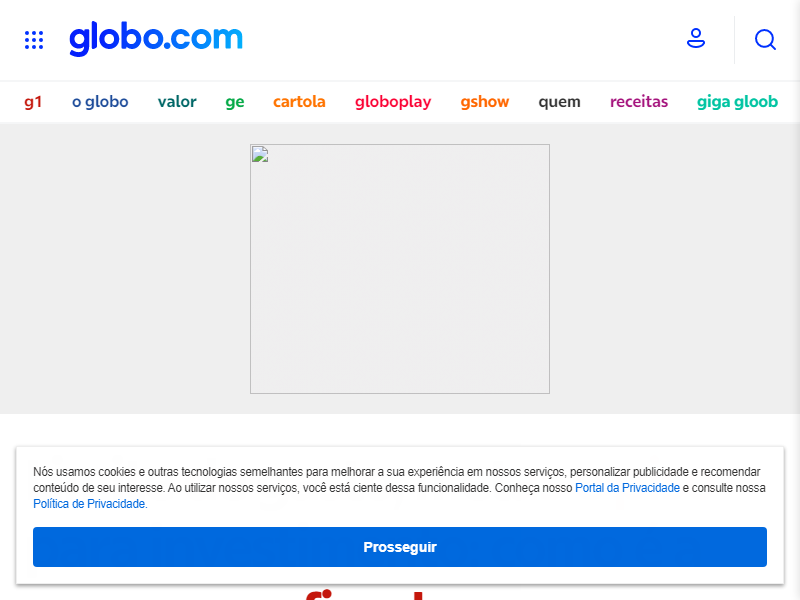 globo.com
g1 o globo valor ge cartola globoplay gshow quem receitas giga gloob
Nós usamos cookies e outras tecnologias semelhantes para melhorar a sua experiência em nossos serviços, personalizar publicidade e recomendar
conteúdo de seu interesse. Ao utilizar nossos serviços, você está ciente dessa funcionalidade. Conheça nosso Portal da Privacidade e consulte nossa
Política de Privacidade.
Prosseguir